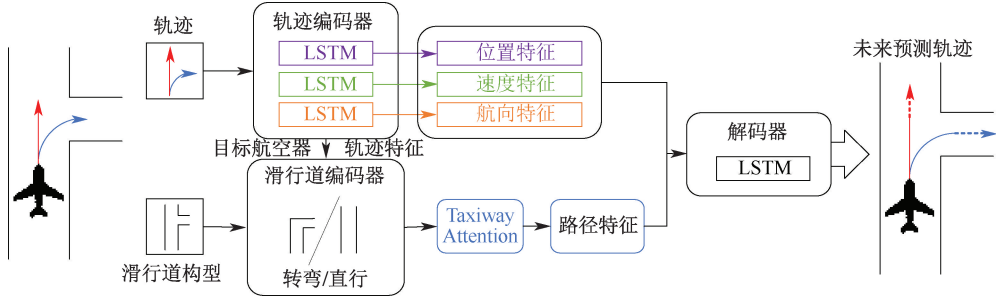 轨迹
轨迹编码器
LSTM
LSTM
LSTM
位置特征
速度特征
航向特征
目标航空器
轨迹特征
滑行道构型
滑行道编码器
转弯/直行
Taxiway
Attention
路径特征
解码器
LSTM
未来预测轨迹